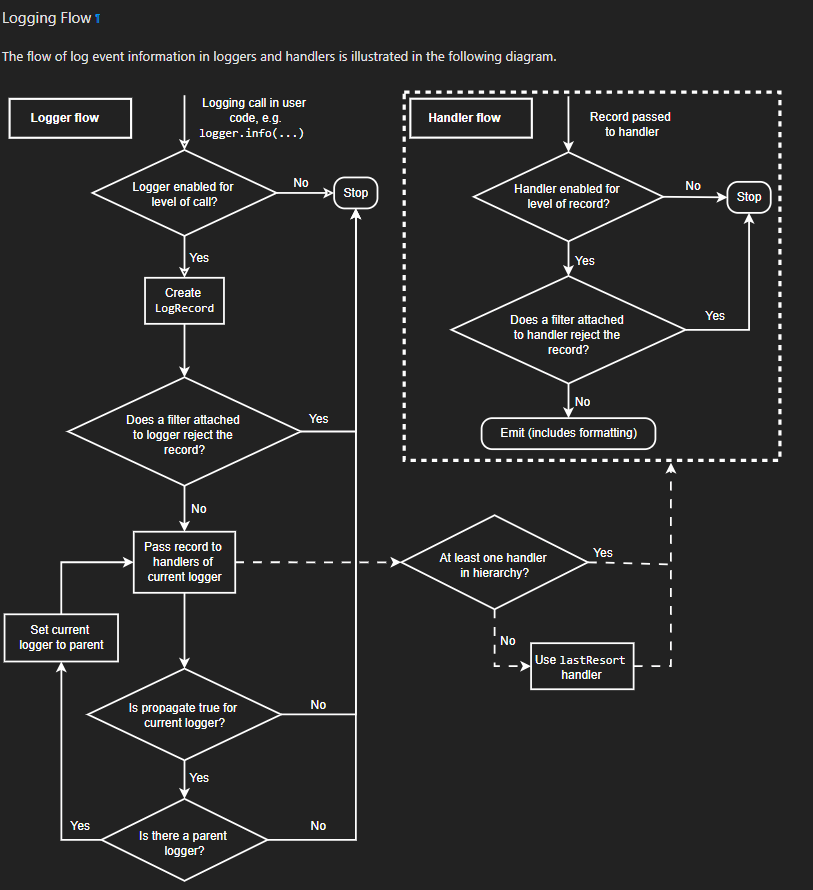 Logging Flow ¶
The flow of log event information in loggers and handlers is illustrated in the following diagram.
Logger flow
Logging call in user
code, e.g.
logger.info(...)
Logger enabled for
level of call?
No
Stop
Yes
Create
LogRecord
Does a filter attached
to logger reject the
record?
Yes
No
Pass record to
handlers of
current logger
Set current
logger to parent
Is propagate true for
current logger?
No
Yes
Is there a parent
logger?
Yes
No
At least one handler
in hierarchy?
Yes
No
Use lastResort
handler
Handler flow
Record passed
to handler
Handler enabled for
level of record?
No
Stop
Yes
Does a filter attached
to handler reject the
record?
Yes
No
Emit (includes formatting)